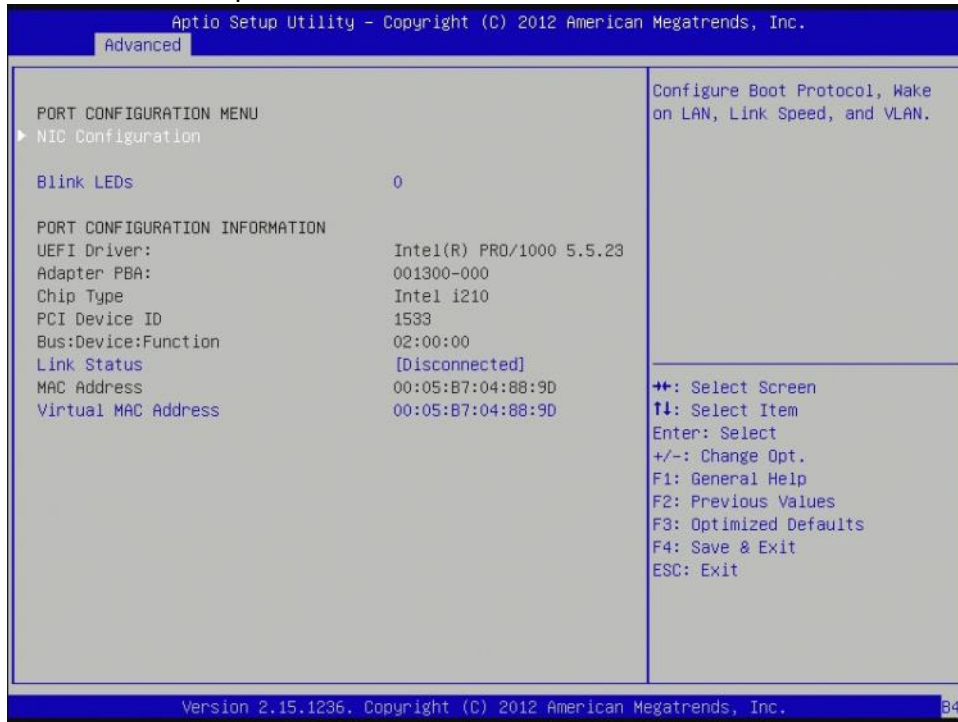 Aptio Setup Utility – Copyright (C) 2012 American Megatrends, Inc.
Advanced
PORT CONFIGURATION MENU
NIC Configuration
Blink LEDs 0
PORT CONFIGURATION INFORMATION
UEFI Driver: Intel(R) PRO/1000 5.5.23
Adapter PBA: 001300-000
Chip Type Intel i210
PCI Device ID 1533
Bus:Device:Function 02:00:00
Link Status [Disconnected]
MAC Address 00:05:B7:04:88:9D
Virtual MAC Address 00:05:B7:04:88:9D
Configure Boot Protocol, Wake
on LAN, Link Speed, and VLAN.
→←: Select Screen
↑↓: Select Item
Enter: Select
+/-: Change Opt.
F1: General Help
F2: Previous Values
F3: Optimized Defaults
F4: Save & Exit
ESC: Exit
Version 2.15.1236. Copyright (C) 2012 American Megatrends, Inc.
B4